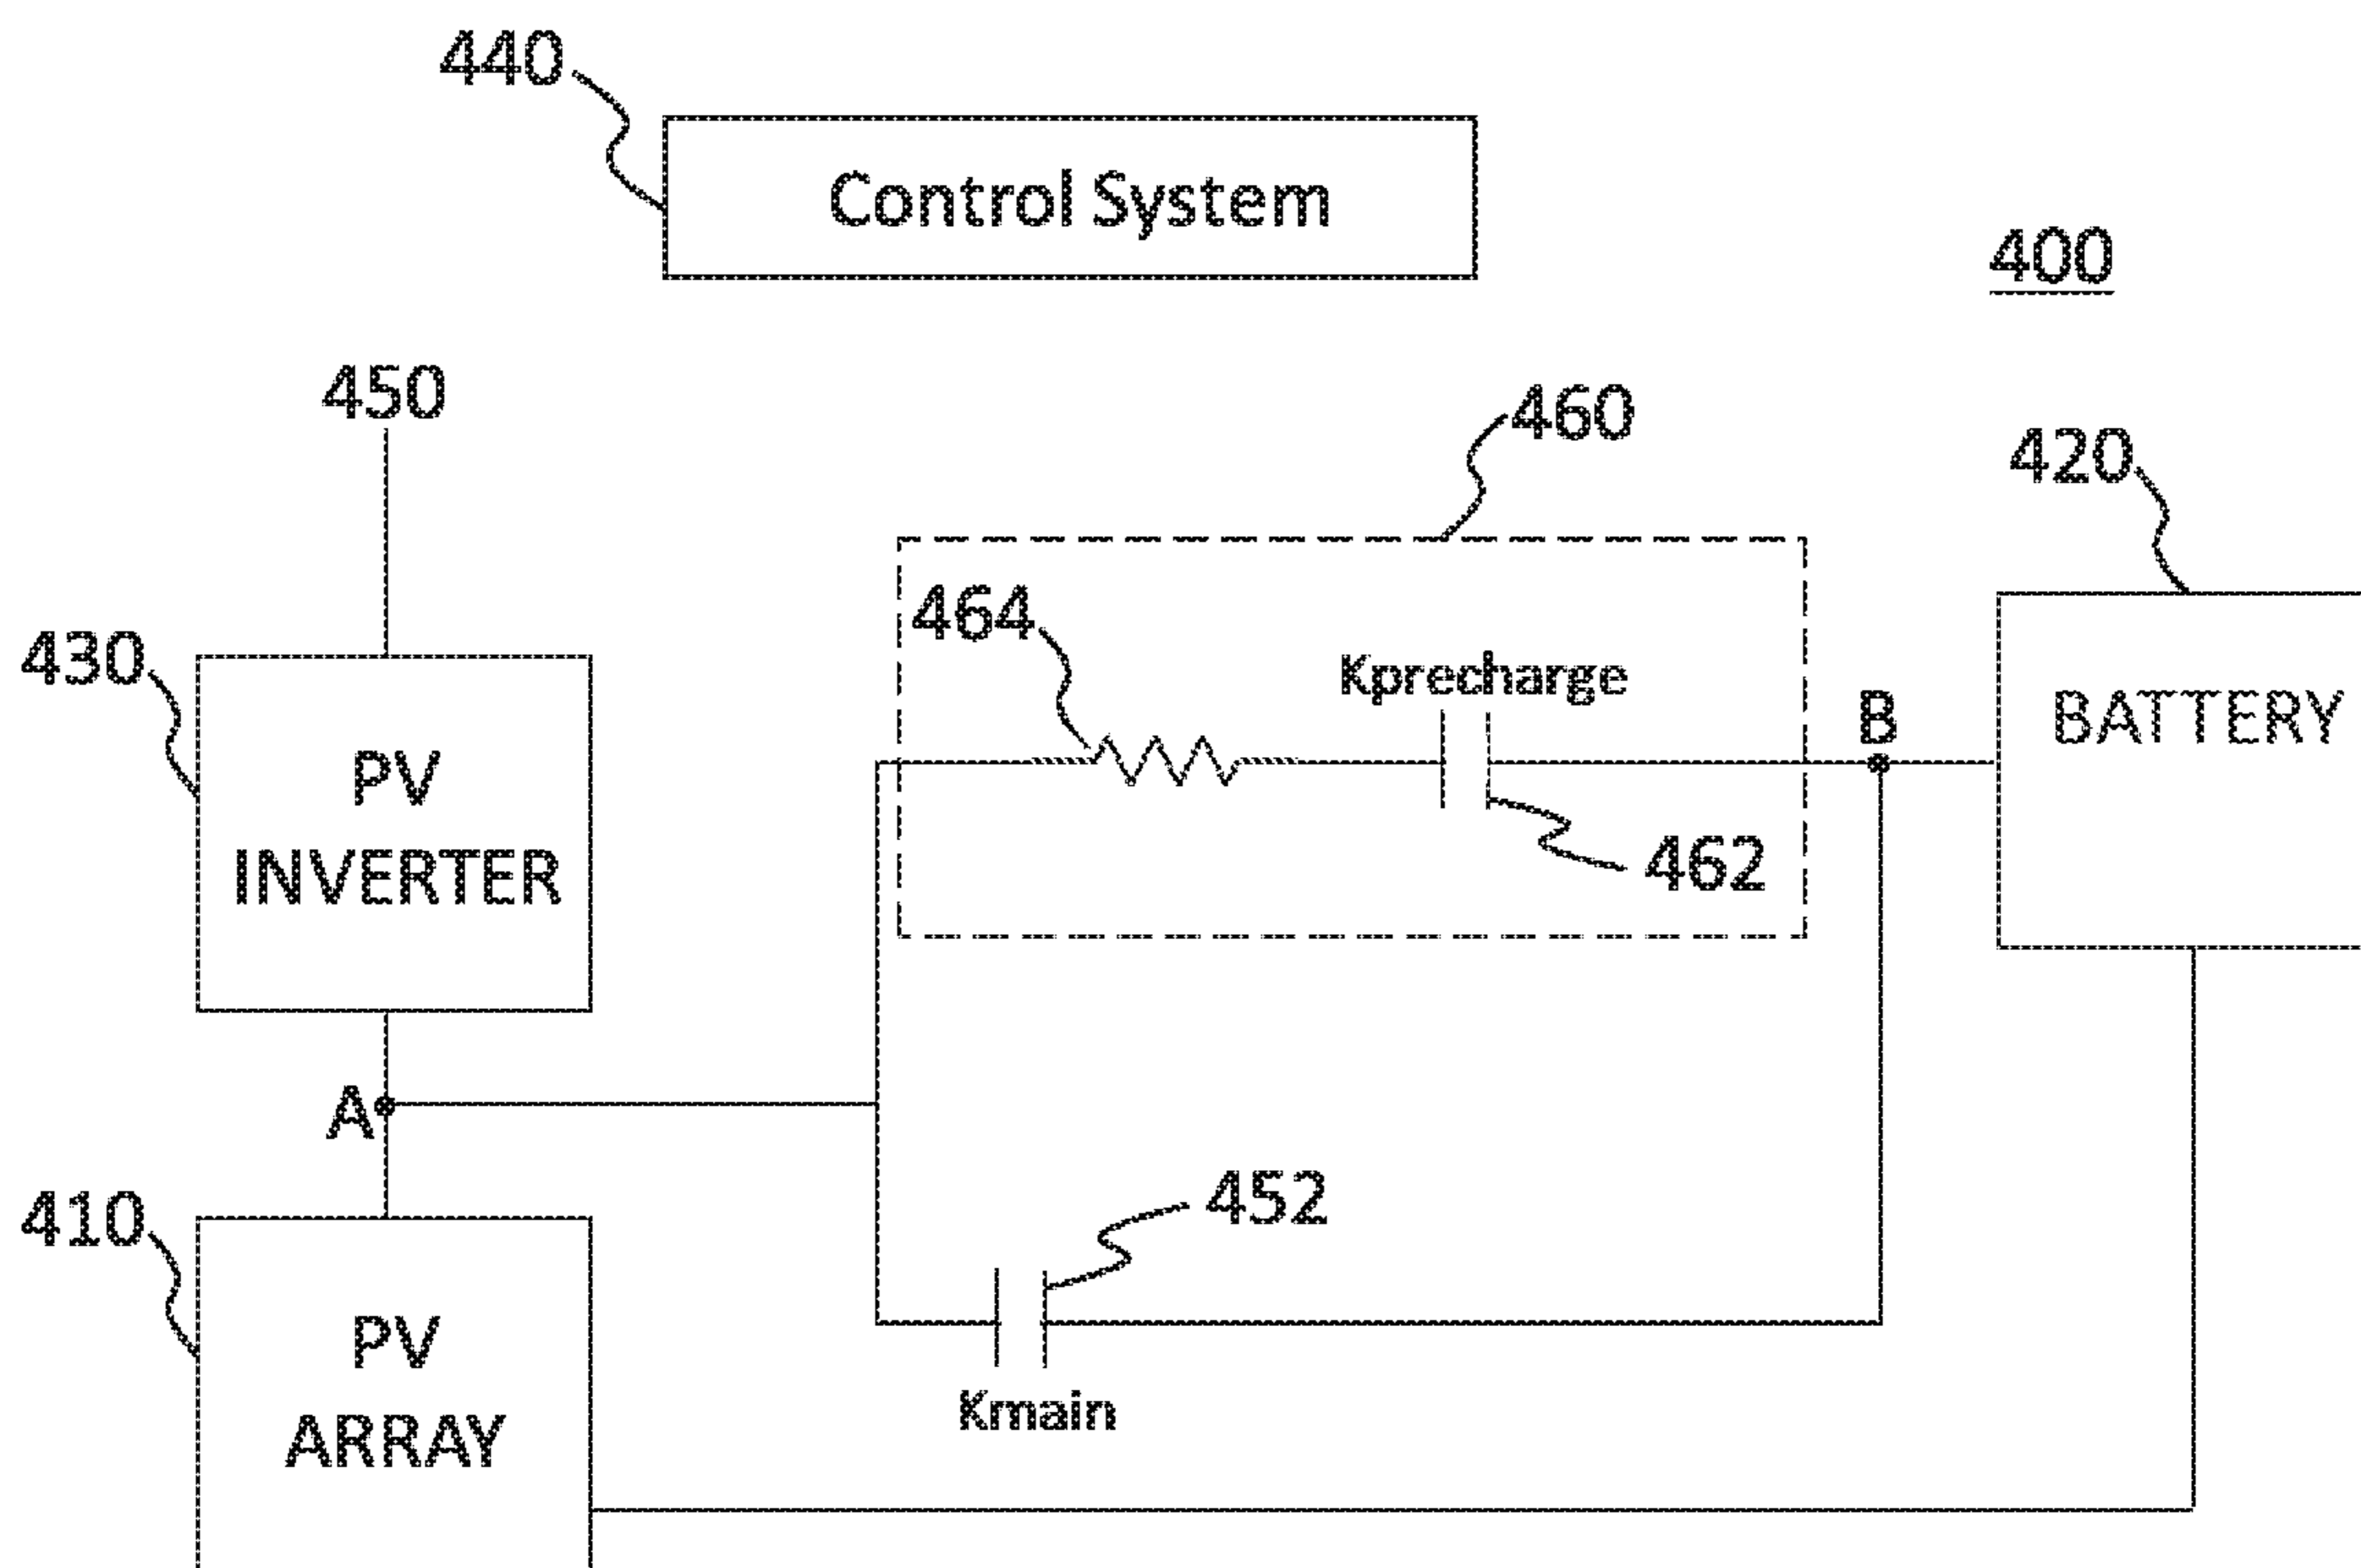 440
Control System
400
450
460
420
464
430
Kprecharge
B
BATTERY
PV
INVERTER
462
A
452
410
PV
ARRAY
Kmain